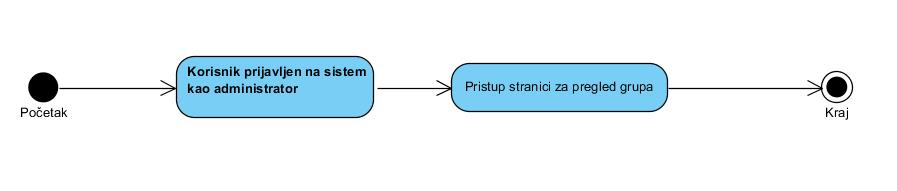 Korisnik prijavljen na sistem
kao administrator
Pristup stranici za pregled grupa
Početak
Kraj